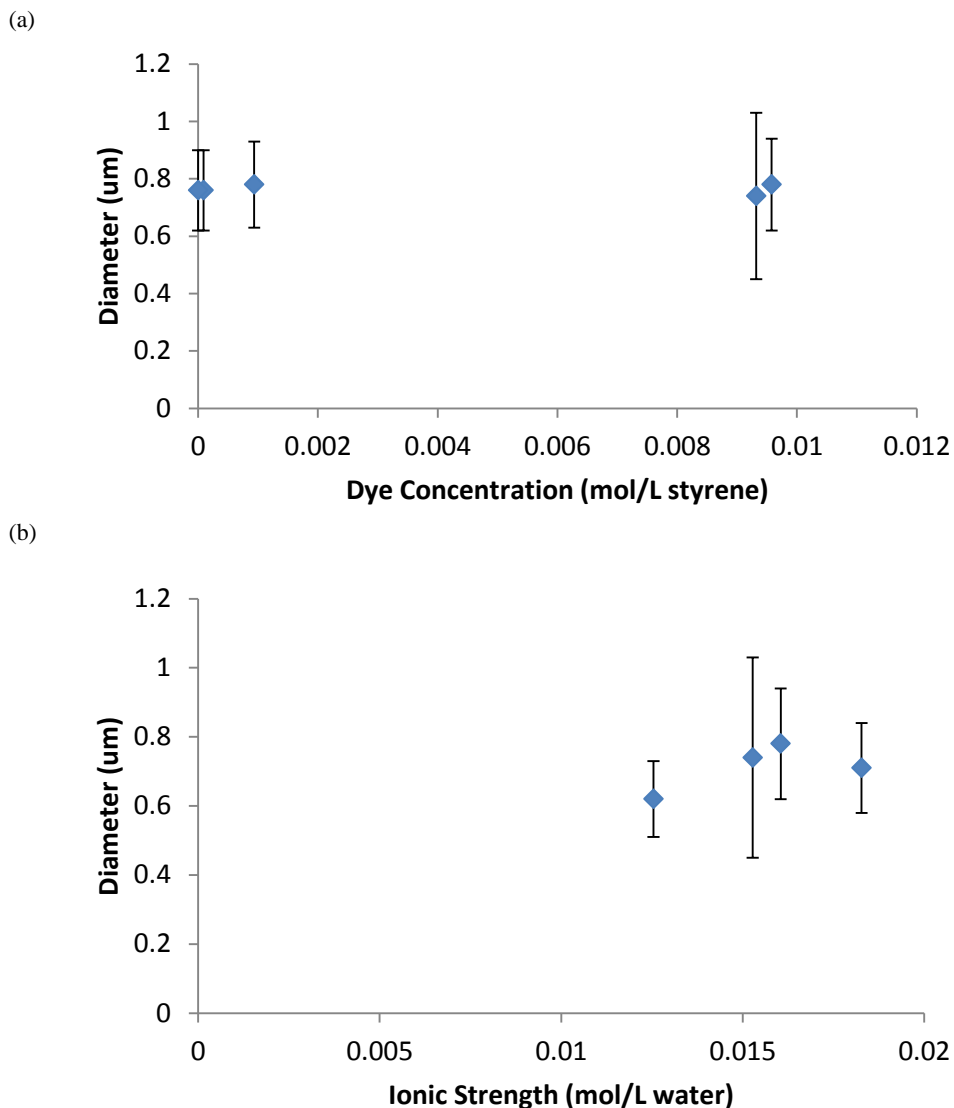 (a)
1.2
1
0.8
0.6
0.4
0.2
0
Diameter (um)
0 0.002 0.004 0.006 0.008 0.01 0.012
Dye Concentration (mol/L styrene)
(b)
1.2
1
0.8
0.6
0.4
0.2
0
Diameter (um)
0 0.005 0.01 0.015 0.02
Ionic Strength (mol/L water)